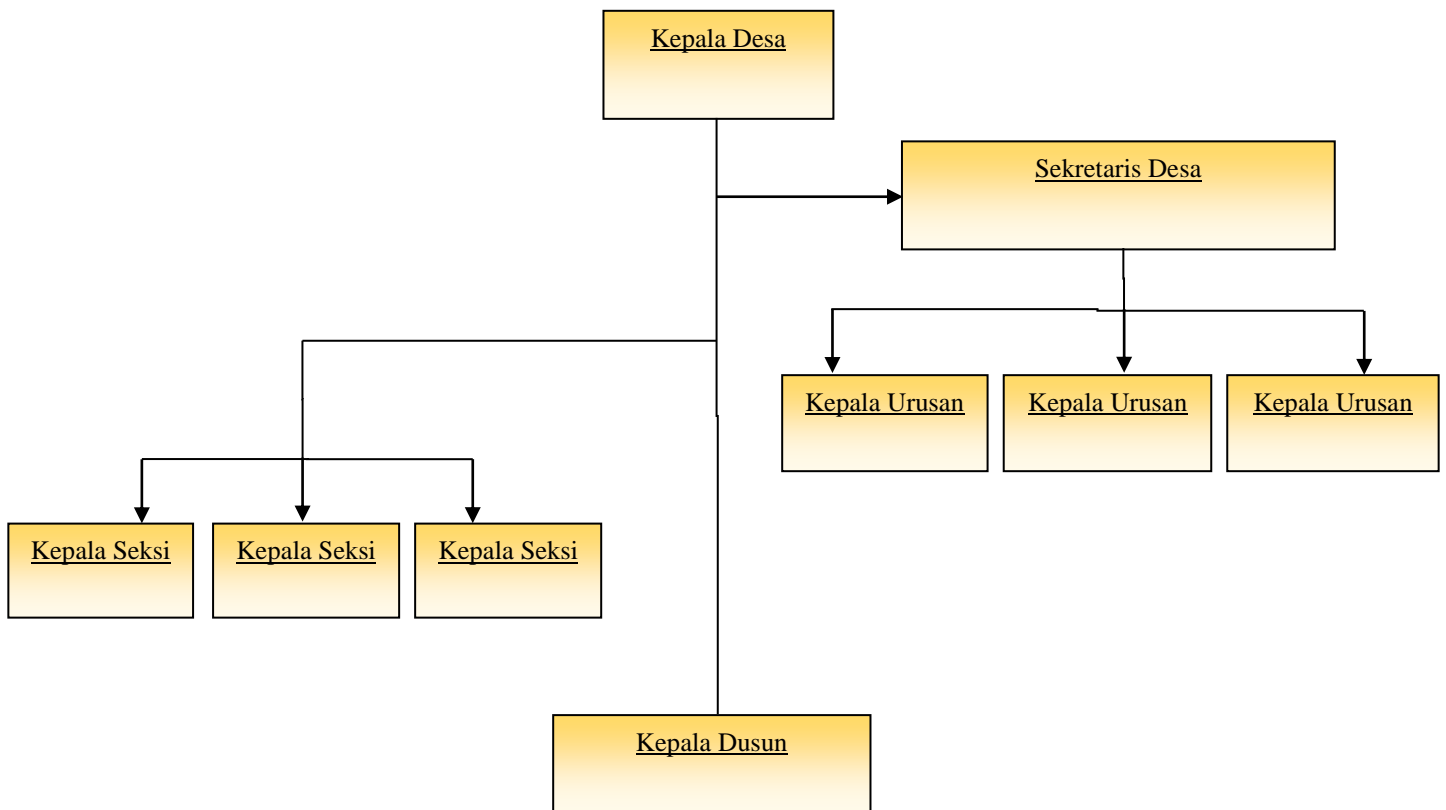 Kepala Desa
Sekretaris Desa
Kepala Urusan
Kepala Urusan
Kepala Urusan
Kepala Seksi
Kepala Seksi
Kepala Seksi
Kepala Dusun